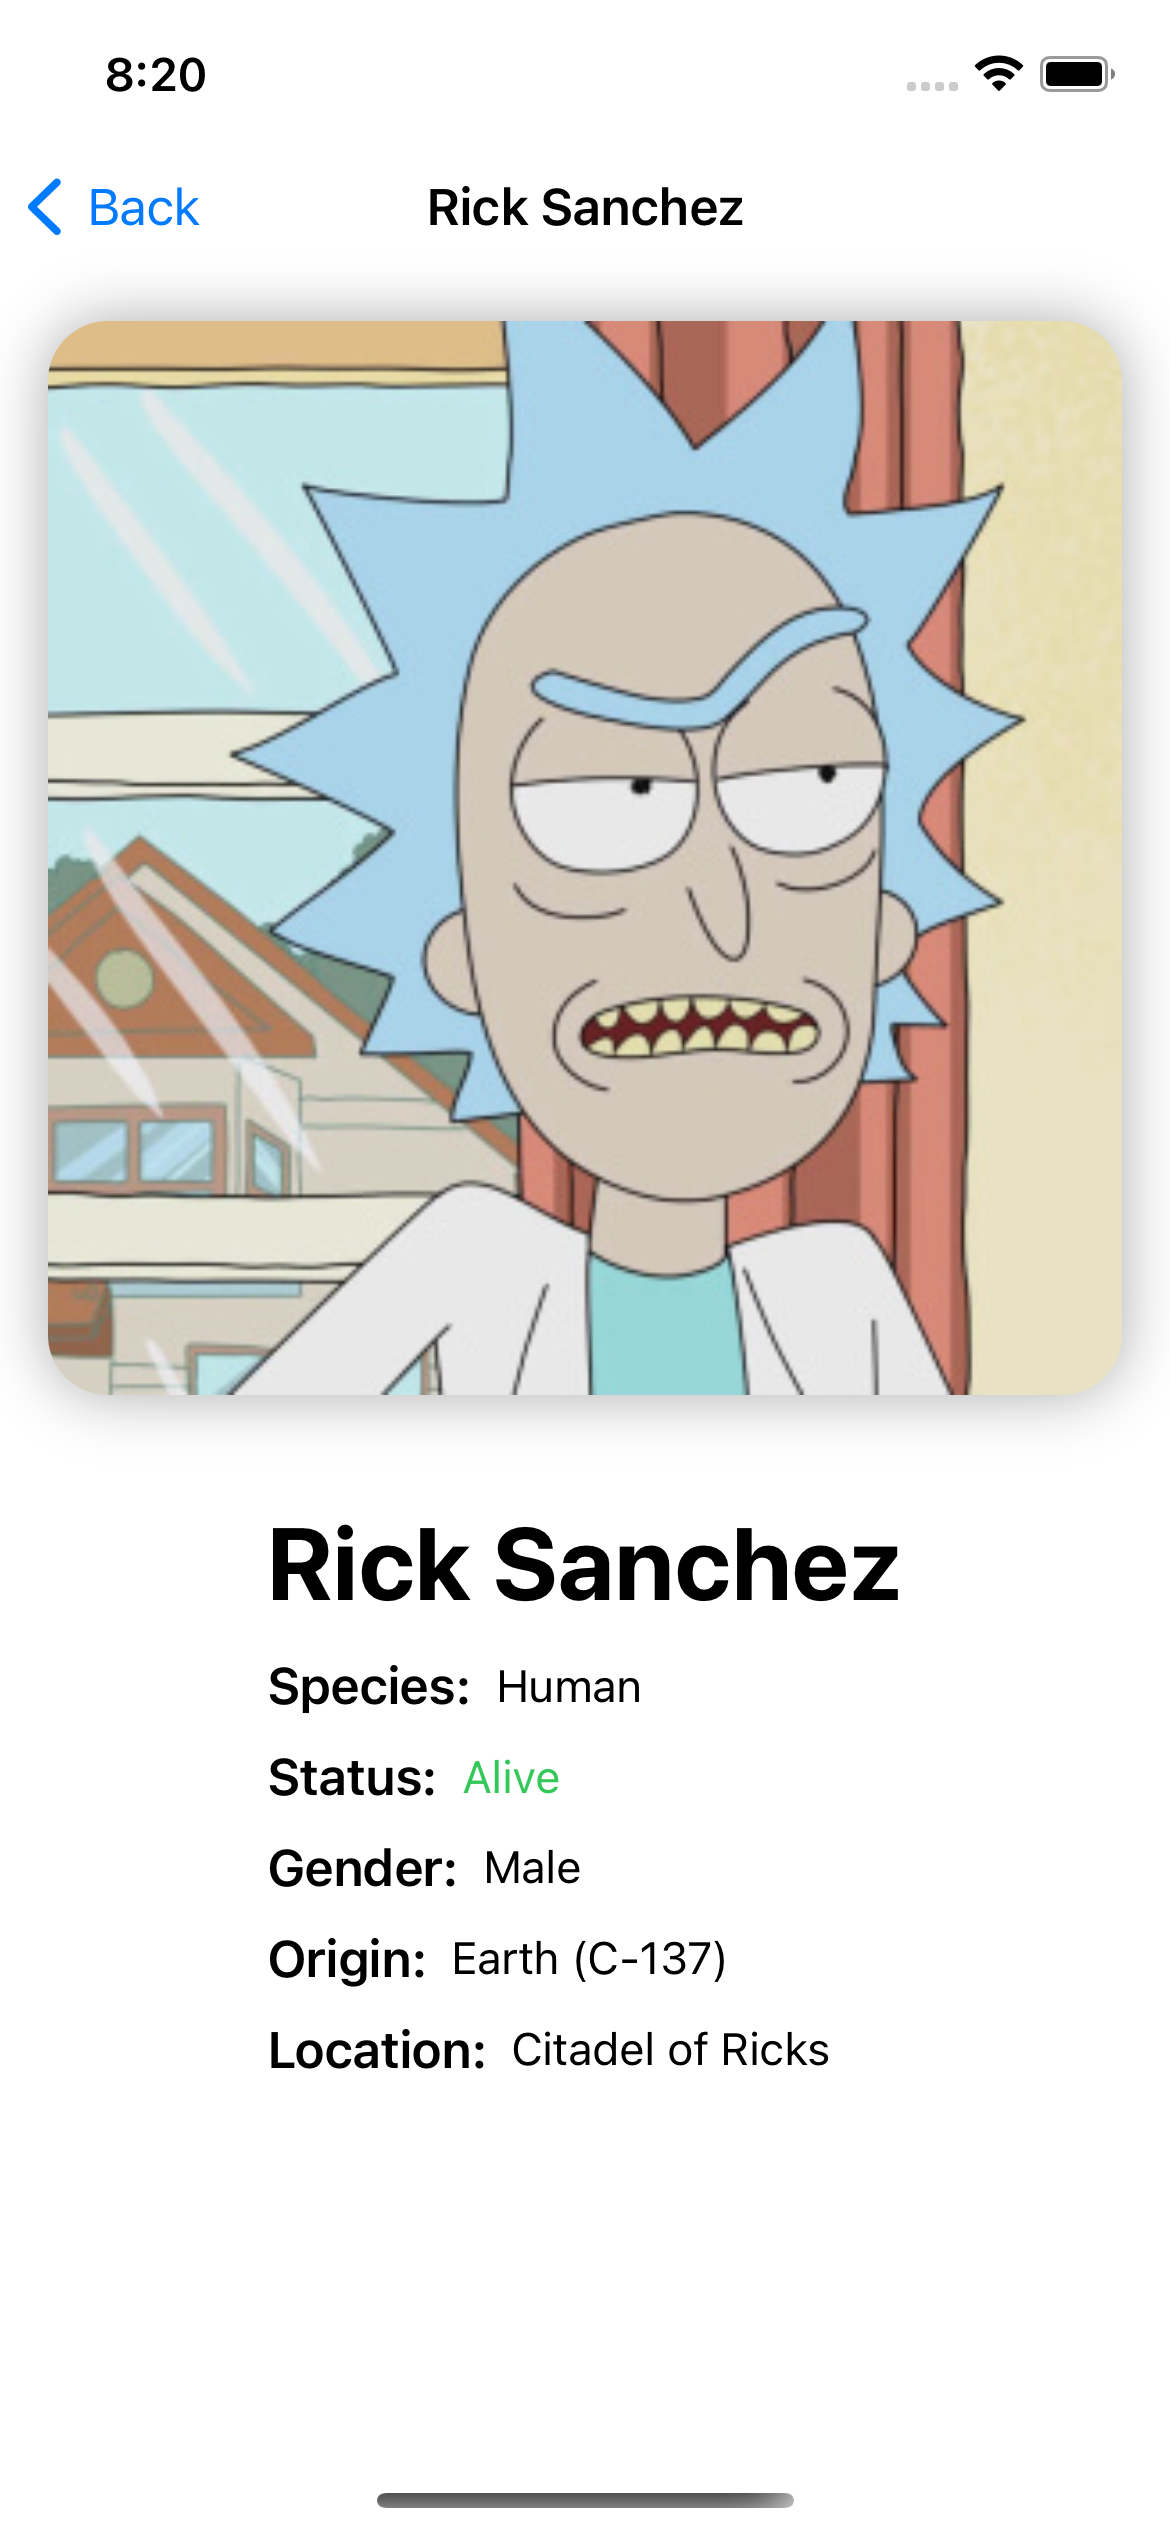 8:20
Back
Rick Sanchez
Rick Sanchez
Species: Human
Status: Alive
Gender: Male
Origin: Earth (C-137)
Location: Citadel of Ricks